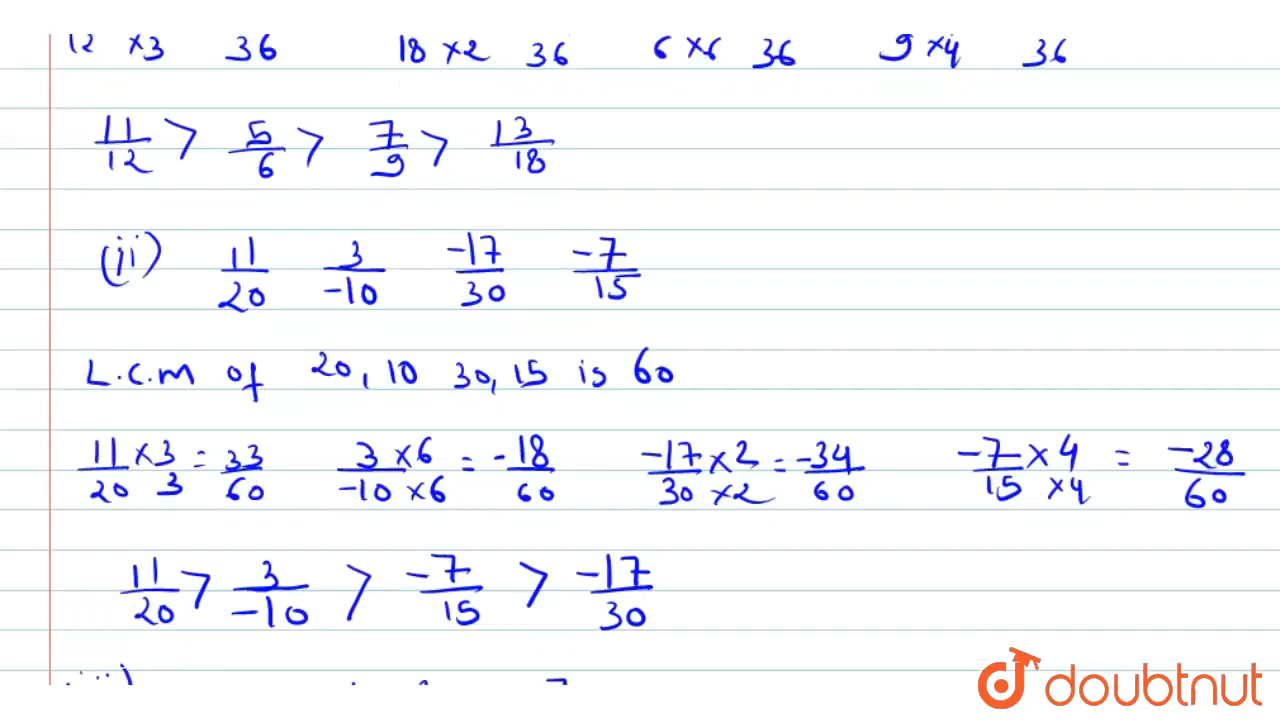 12 ×3 36 18 ×2 36 6 ×6 36 9 ×4 36
11/12 > 5/6 > 7/9 > 13/18
(ii) 11/20 3/-10 -17/30 -7/15
L.C.M of 20, 10 30, 15 is 60
11/20 ×3/3 = 33/60 3/-10 ×6/×6 = -18/60 -17/30 ×2/×2 = -34/60 -7/15 ×4/×4 = -28/60
11/20 > 3/-10 > -7/15 > -17/30
doubtnut